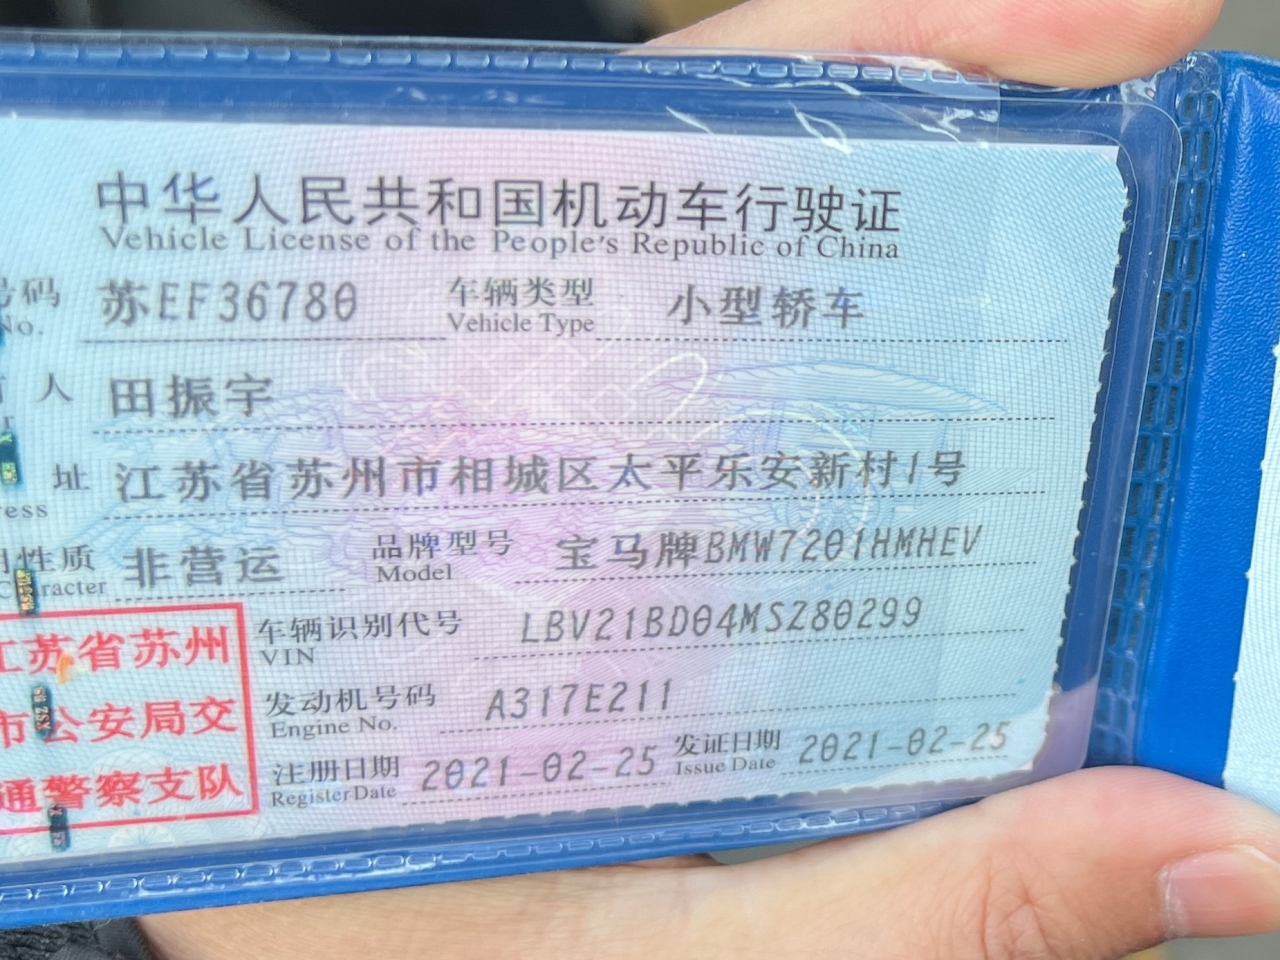 中华人民共和国机动车行驶证
Vehicle License of the People's Republic of China
号码 苏EF36780 车辆类型 小型轿车
No. Vehicle Type
人 田振宇
址 江苏省苏州市相城区太平乐安新村1号
ress
用性质 非营运 品牌型号 宝马牌BMW7201HMHEV
Character Model
江苏省苏州
市公安局交
通警察支队
车辆识别代号 LBV21BD04MSZ80299
VIN
发动机号码 A317E211
Engine No.
注册日期 2021-02-25 发证日期 2021-02-25
Register Date Issue Date